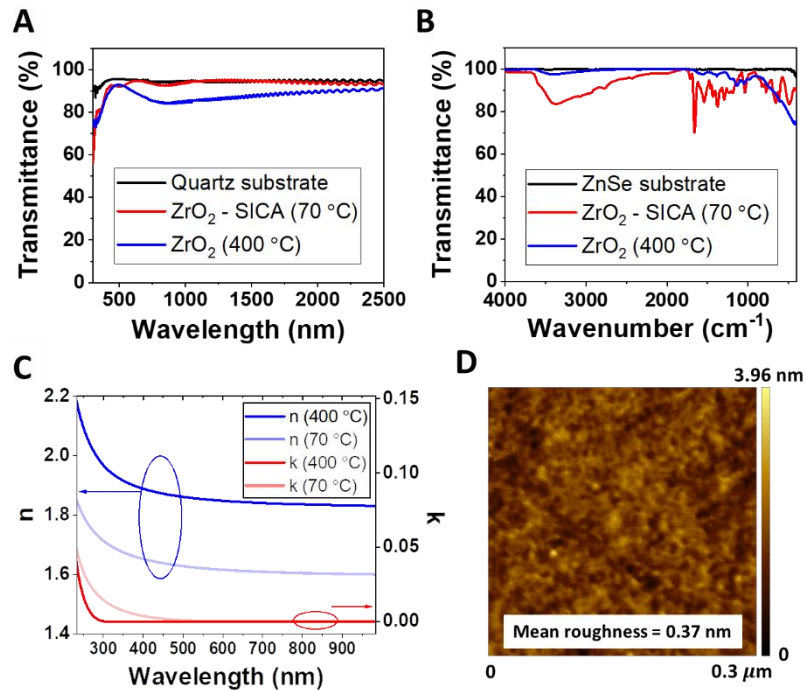 A
Transmittance (%)
100
80
60
40
20
0
Quartz substrate
ZrO₂ - SICA (70 °C)
ZrO₂ (400 °C)
500 1000 1500 2000 2500
Wavelength (nm)
B
Transmittance (%)
100
80
60
40
20
0
ZnSe substrate
ZrO₂ - SICA (70 °C)
ZrO₂ (400 °C)
4000 3000 2000 1000
Wavenumber (cm⁻¹)
C
n
2.2
2.0
1.8
1.6
1.4
n (400 °C)
n (70 °C)
k (400 °C)
k (70 °C)
0.15
0.10
0.05
0.00
k
300 400 500 600 700 800 900
Wavelength (nm)
D
3.96 nm
Mean roughness = 0.37 nm
0
0 0.3 μm